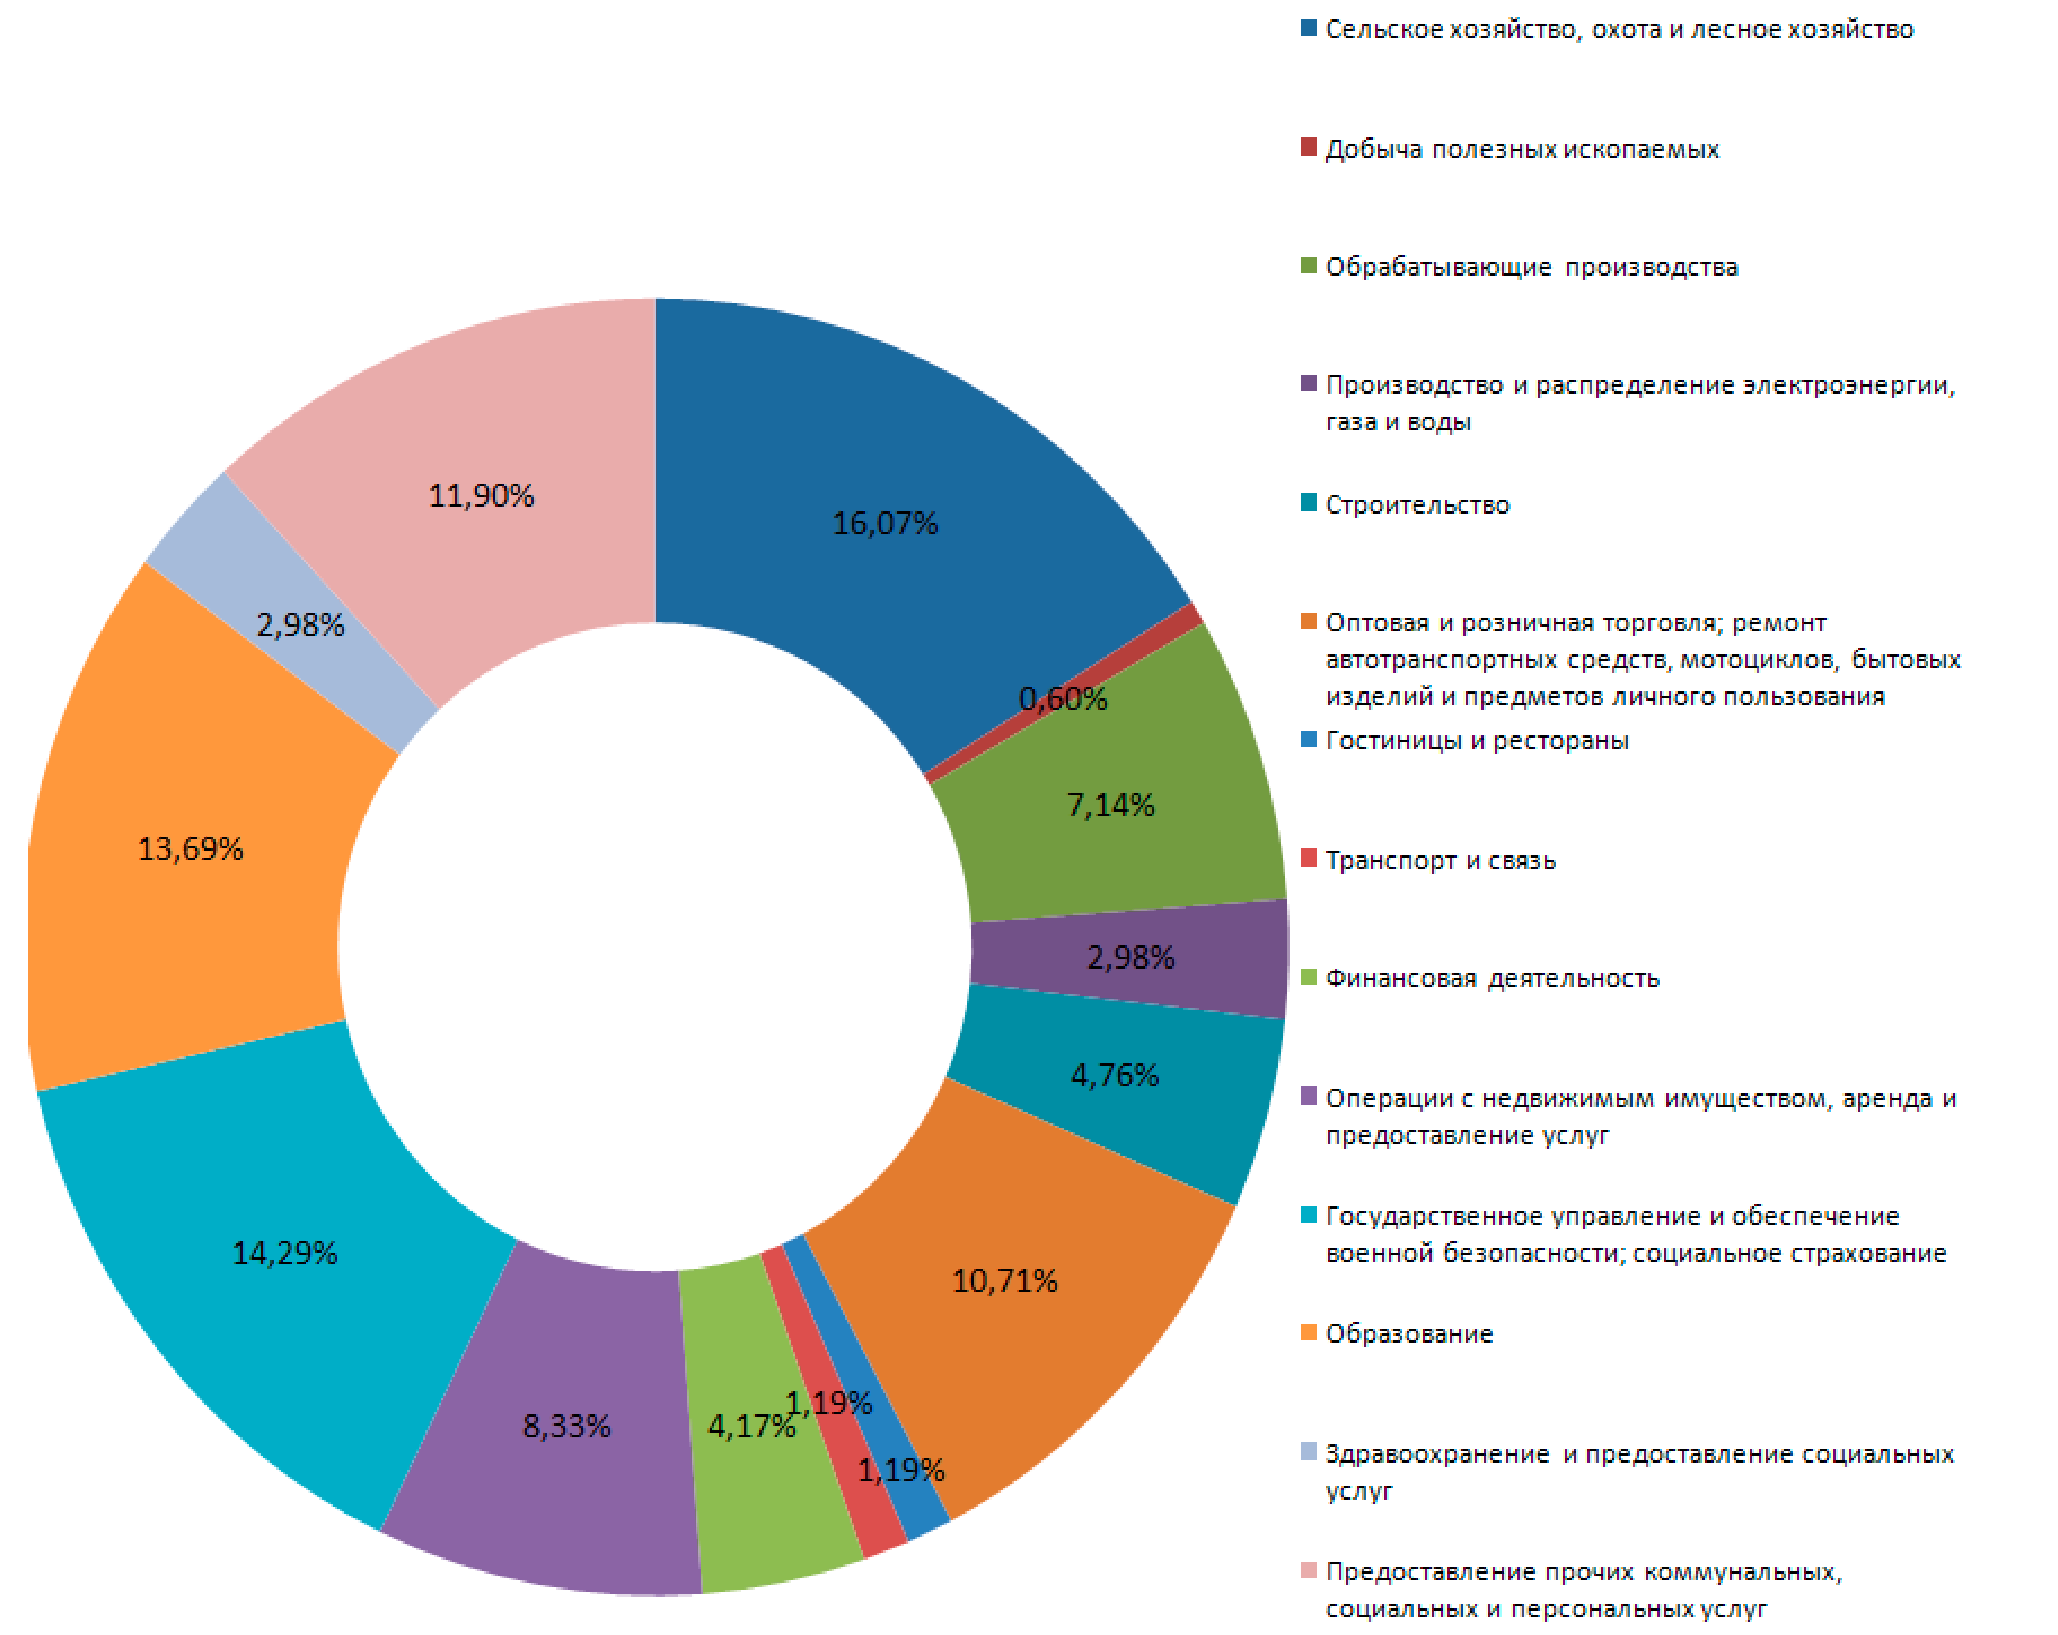 Сельское хозяйство, охота и лесное хозяйство
Добыча полезных ископаемых
Обрабатывающие производства
Производство и распределение электроэнергии,
газа и воды
Строительство
Оптовая и розничная торговля; ремонт
автотранспортных средств, мотоциклов, бытовых
изделий и предметов личного пользования
Гостиницы и рестораны
Транспорт и связь
Финансовая деятельность
Операции с недвижимым имуществом, аренда и
предоставление услуг
Государственное управление и обеспечение
военной безопасности; социальное страхование
Образование
Здравоохранение и предоставление социальных
услуг
Предоставление прочих коммунальных,
социальных и персональных услуг
16,07%
0,60%
7,14%
2,98%
4,76%
10,71%
1,19%
1,19%
4,17%
8,33%
14,29%
13,69%
2,98%
11,90%